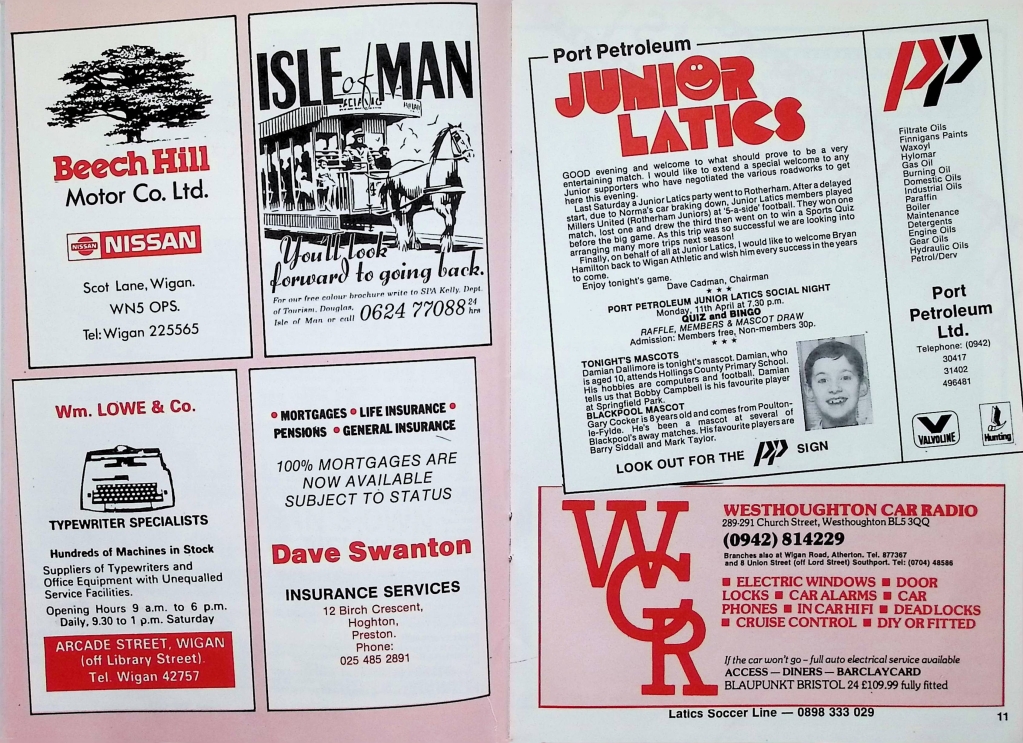 Beech Hill
Motor Co. Ltd.
NISSAN NISSAN
Scot Lane, Wigan.
WN5 OPS.
Tel: Wigan 225565
ISLE of MAN
You'll look
forward to going back.
For our free colour brochure write to SPA Kelly, Dept.
of Tourism, Douglas,
Isle of Man or call 0624 77088 24 hrs
Wm. LOWE & Co.
TYPEWRITER SPECIALISTS
Hundreds of Machines in Stock
Suppliers of Typewriters and
Office Equipment with Unequalled
Service Facilities.
Opening Hours 9 a.m. to 6 p.m.
Daily, 9.30 to 1 p.m. Saturday
ARCADE STREET, WIGAN
(off Library Street).
Tel. Wigan 42757
• MORTGAGES • LIFE INSURANCE •
PENSIONS • GENERAL INSURANCE
100% MORTGAGES ARE
NOW AVAILABLE
SUBJECT TO STATUS
Dave Swanton
INSURANCE SERVICES
12 Birch Crescent,
Hoghton,
Preston.
Phone:
025 485 2891
Port Petroleum
JUNIOR
LATICS
GOOD evening and welcome to what should prove to be a very
entertaining match. I would like to extend a special welcome to any
Junior supporters who have negotiated the various roadworks to get
here this evening.
Last Saturday a Junior Latics party went to Rotherham. After a delayed
start, due to Norma's car braking down, Junior Latics members played
Millers United (Rotherham Juniors) at '5-a-side' football. They won one
match, lost one and drew the third then went on to win a Sports Quiz
before the big game. As this trip was so successful we are looking into
arranging many more trips next season!
Finally, on behalf of all at Junior Latics, I would like to welcome Bryan
Hamilton back to Wigan Athletic and wish him every success in the years
to come.
Enjoy tonight's game.
Dave Cadman, Chairman
★ ★ ★
PORT PETROLEUM JUNIOR LATICS SOCIAL NIGHT
Monday, 11th April at 7.30 p.m.
QUIZ and BINGO
RAFFLE, MEMBERS & MASCOT DRAW
Admission: Members free, Non-members 30p.
★ ★ ★
TONIGHT'S MASCOTS
Damian Dallimore is tonight's mascot. Damian, who
is aged 10, attends Hollings County Primary School.
His hobbies are computers and football. Damian
tells us that Bobby Campbell is his favourite player
at Springfield Park.
BLACKPOOL MASCOT
Gary Cocker is 8 years old and comes from Poulton-
le-Fylde. He's been a mascot at several of
Blackpool's away matches. His favourite players are
Barry Siddall and Mark Taylor.
LOOK OUT FOR THE PP SIGN
PP
Filtrate Oils
Finnigans Paints
Waxoyl
Hylomar
Gas Oil
Burning Oil
Domestic Oils
Industrial Oils
Paraffin
Boiler
Maintenance
Detergents
Engine Oils
Gear Oils
Hydraulic Oils
Petrol/Derv
Port
Petroleum
Ltd.
Telephone: (0942)
30417
31402
496481
VALVOLINE
Hunting
WCR
WESTHOUGHTON CAR RADIO
289-291 Church Street, Westhoughton BL5 3QQ
(0942) 814229
Branches also at Wigan Road, Atherton. Tel. 877367
and 8 Union Street (off Lord Street) Southport. Tel: (0704) 48586
■ ELECTRIC WINDOWS ■ DOOR
LOCKS ■ CAR ALARMS ■ CAR
PHONES ■ IN CAR HIFI ■ DEADLOCKS
■ CRUISE CONTROL ■ DIY OR FITTED
If the car won't go – full auto electrical service available
ACCESS — DINERS — BARCLAYCARD
BLAUPUNKT BRISTOL 24 £109.99 fully fitted
Latics Soccer Line — 0898 333 029
11